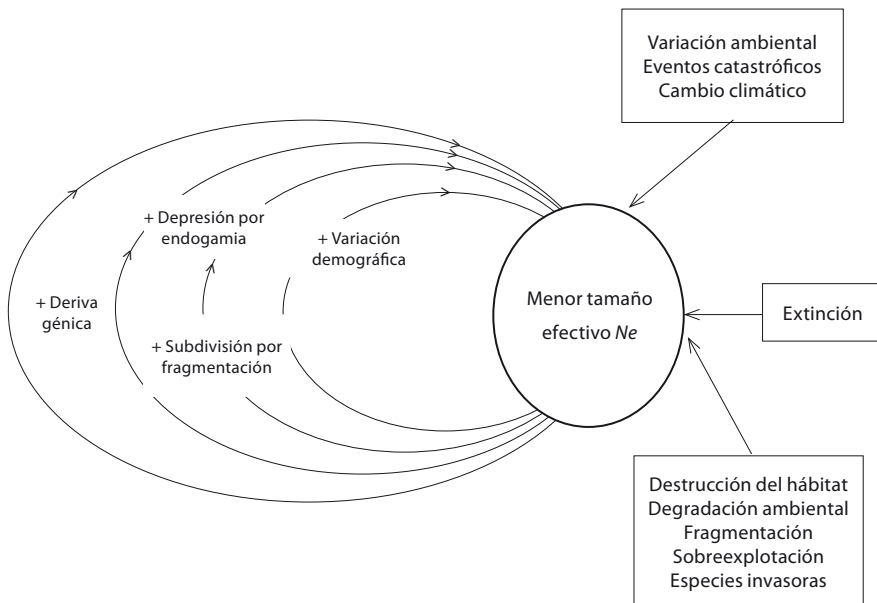 Variación ambiental
Eventos catastróficos
Cambio climático
+ Depresión por
endogamia
+ Variación
demográfica
+ Deriva
génica
+ Subdivisión por
fragmentación
Menor tamaño
efectivo Ne
Extinción
Destrucción del hábitat
Degradación ambiental
Fragmentación
Sobreexplotación
Especies invasoras